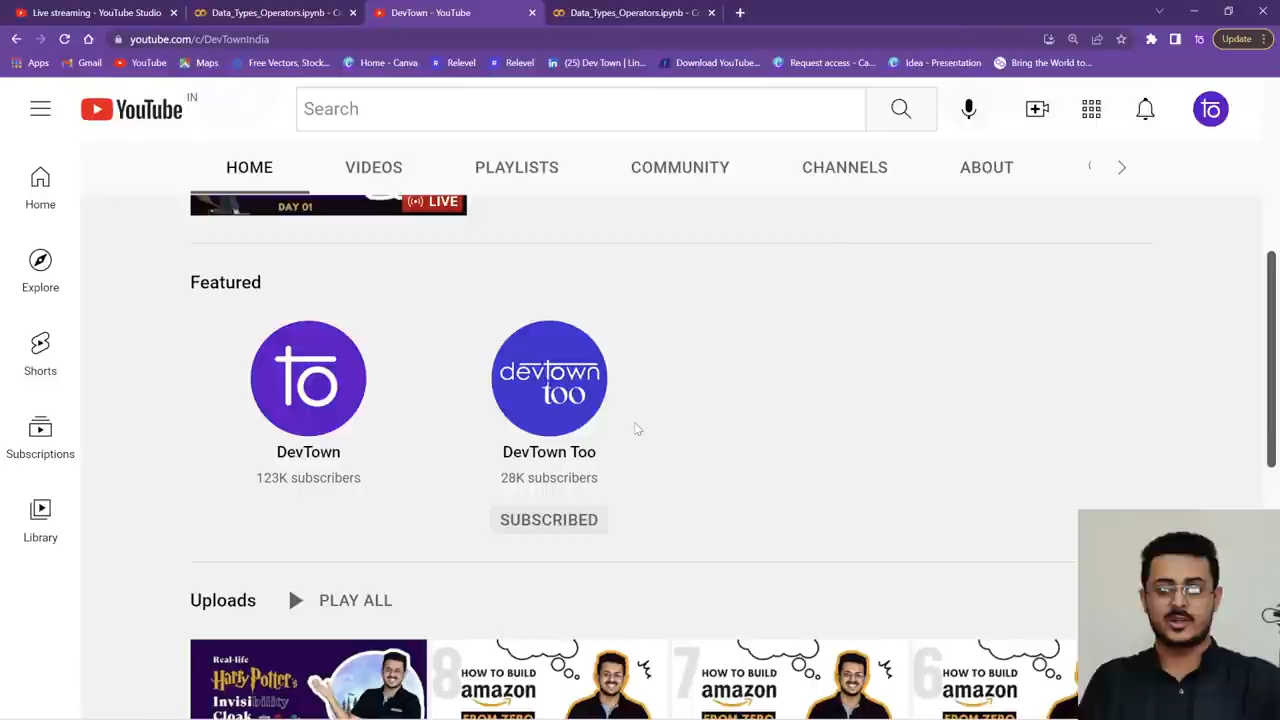 Live streaming - YouTube Studio
Data_Types_Operators.ipynb - Co
DevTown - YouTube
Data_Types_Operators.ipynb - Co
youtube.com/c/DevTownIndia
Update
Apps
Gmail
YouTube
Maps
Free Vectors, Stock...
Home - Canva
Relevel
Relevel
(25) Dev Town | Lin...
Download YouTube...
Request access - Ca...
Idea - Presentation
Bring the World to...
YouTube IN
Search
to
HOME
VIDEOS
PLAYLISTS
COMMUNITY
CHANNELS
ABOUT
Home
Explore
Shorts
Subscriptions
Library
DAY 01
LIVE
Featured
to
devtown
too
DevTown
DevTown Too
123K subscribers
28K subscribers
SUBSCRIBED
Uploads
PLAY ALL
Real-life
Harry Potter's
Invisibility
Cloak
8
HOW TO BUILD
amazon
FROM ZERO
7
HOW TO BUILD
amazon
FROM ZERO
6
HOW TO BUILD
amazon
FROM ZERO